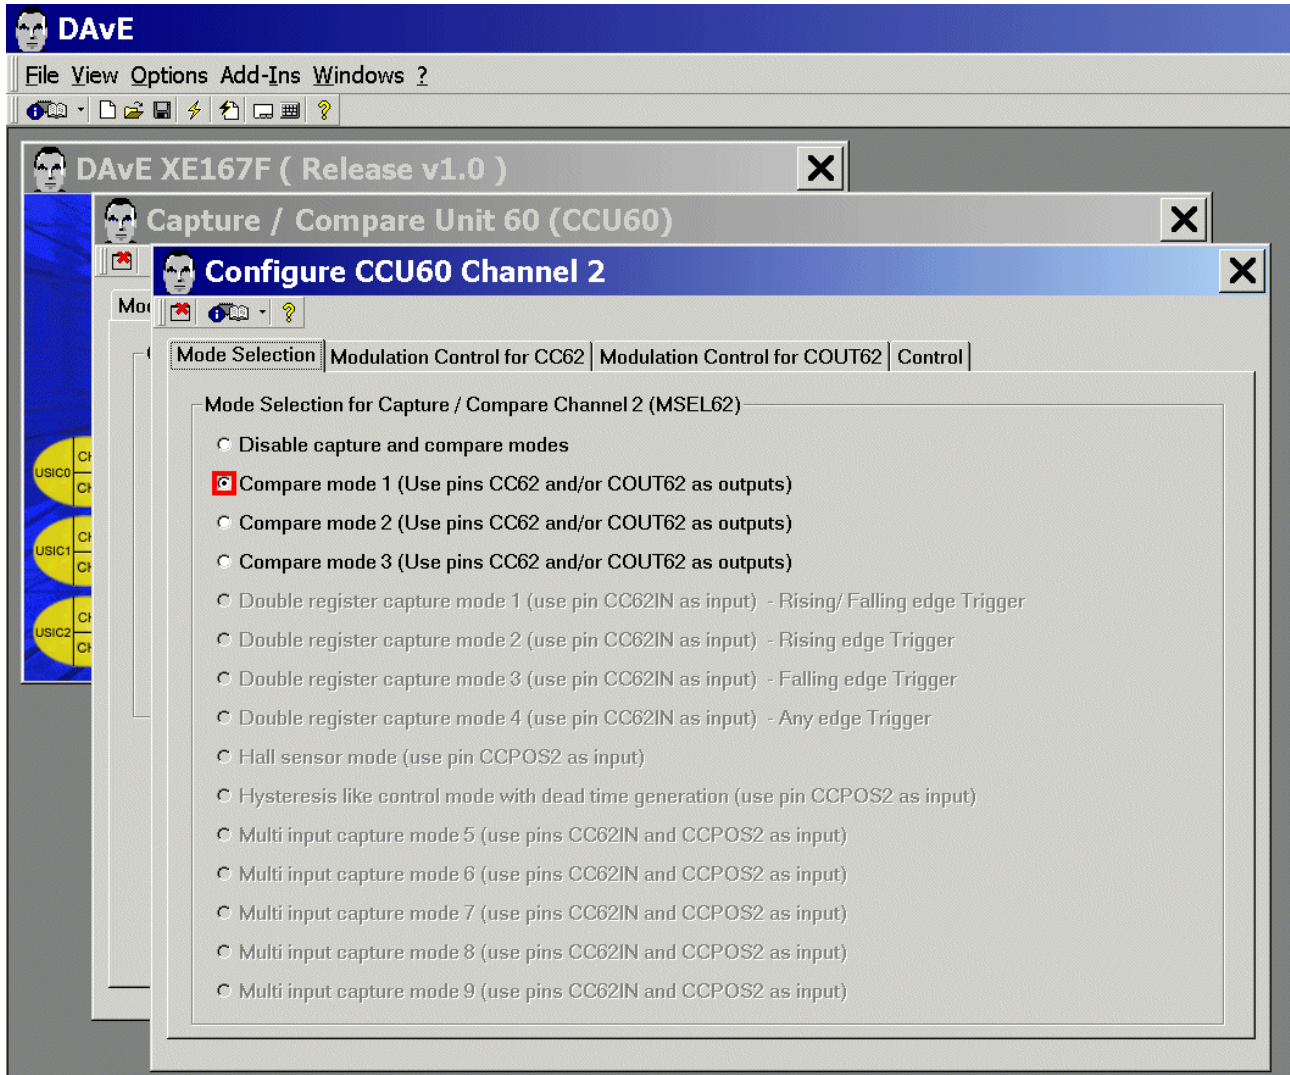 DAvE
File View Options Add-Ins Windows ?
DAvE XE167F ( Release v1.0 )
Capture / Compare Unit 60 (CCU60)
Configure CCU60 Channel 2
Mode Selection Modulation Control for CC62 Modulation Control for COUT62 Control
Mode Selection for Capture / Compare Channel 2 (MSEL62)
Disable capture and compare modes
Compare mode 1 (Use pins CC62 and/or COUT62 as outputs)
Compare mode 2 (Use pins CC62 and/or COUT62 as outputs)
Compare mode 3 (Use pins CC62 and/or COUT62 as outputs)
Double register capture mode 1 (use pin CC62IN as input) - Rising/ Falling edge Trigger
Double register capture mode 2 (use pin CC62IN as input) - Rising edge Trigger
Double register capture mode 3 (use pin CC62IN as input) - Falling edge Trigger
Double register capture mode 4 (use pin CC62IN as input) - Any edge Trigger
Hall sensor mode (use pin CCPOS2 as input)
Hysteresis like control mode with dead time generation (use pin CCPOS2 as input)
Multi input capture mode 5 (use pins CC62IN and CCPOS2 as input)
Multi input capture mode 6 (use pins CC62IN and CCPOS2 as input)
Multi input capture mode 7 (use pins CC62IN and CCPOS2 as input)
Multi input capture mode 8 (use pins CC62IN and CCPOS2 as input)
Multi input capture mode 9 (use pins CC62IN and CCPOS2 as input)
USIC0
USIC1
USIC2